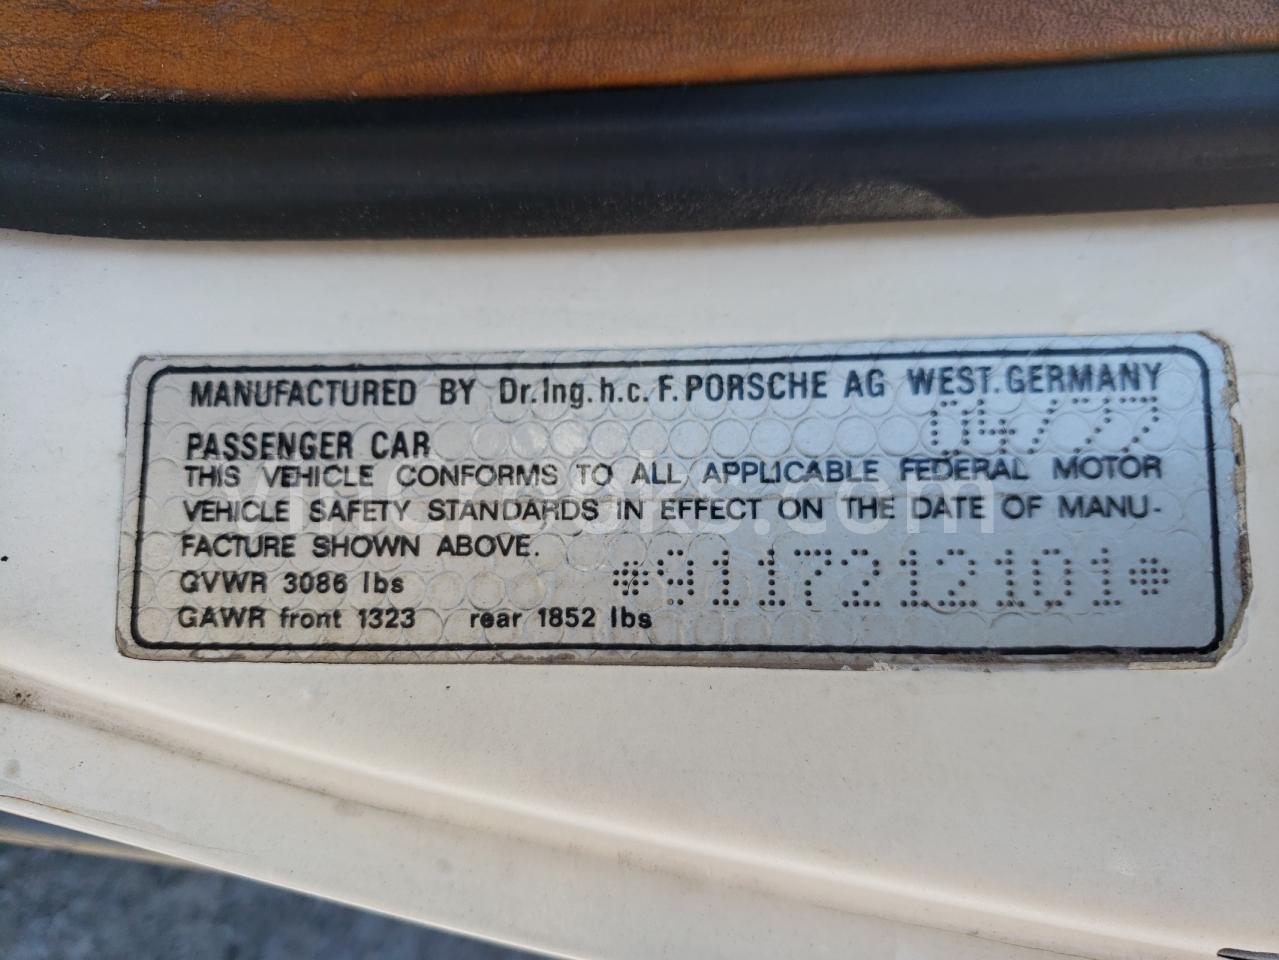 MANUFACTURED BY Dr.Ing.h.c.F.PORSCHE AG WEST.GERMANY
04/77
PASSENGER CAR
THIS VEHICLE CONFORMS TO ALL APPLICABLE FEDERAL MOTOR
VEHICLE SAFETY STANDARDS IN EFFECT ON THE DATE OF MANU-
FACTURE SHOWN ABOVE.
GVWR 3086 lbs
*9117212101*
GAWR front 1323 rear 1852 lbs